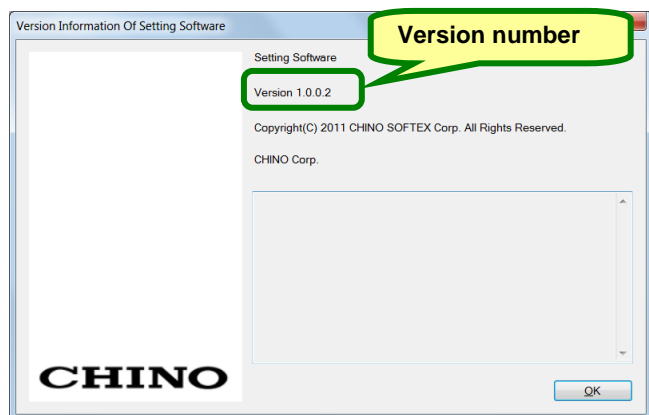 Version Information Of Setting Software
Version number
Setting Software
Version 1.0.0.2
Copyright(C) 2011 CHINO SOFTEX Corp. All Rights Reserved.
CHINO Corp.
CHINO
OK